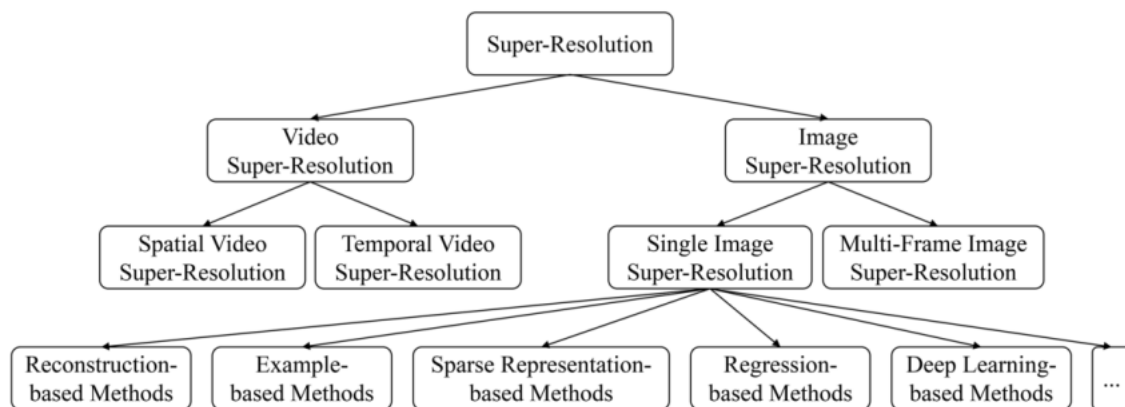 Super-Resolution
Video
Super-Resolution
Image
Super-Resolution
Spatial Video
Super-Resolution
Temporal Video
Super-Resolution
Single Image
Super-Resolution
Multi-Frame Image
Super-Resolution
Reconstruction-
based Methods
Example-
based Methods
Sparse Representation-
based Methods
Regression-
based Methods
Deep Learning-
based Methods
...